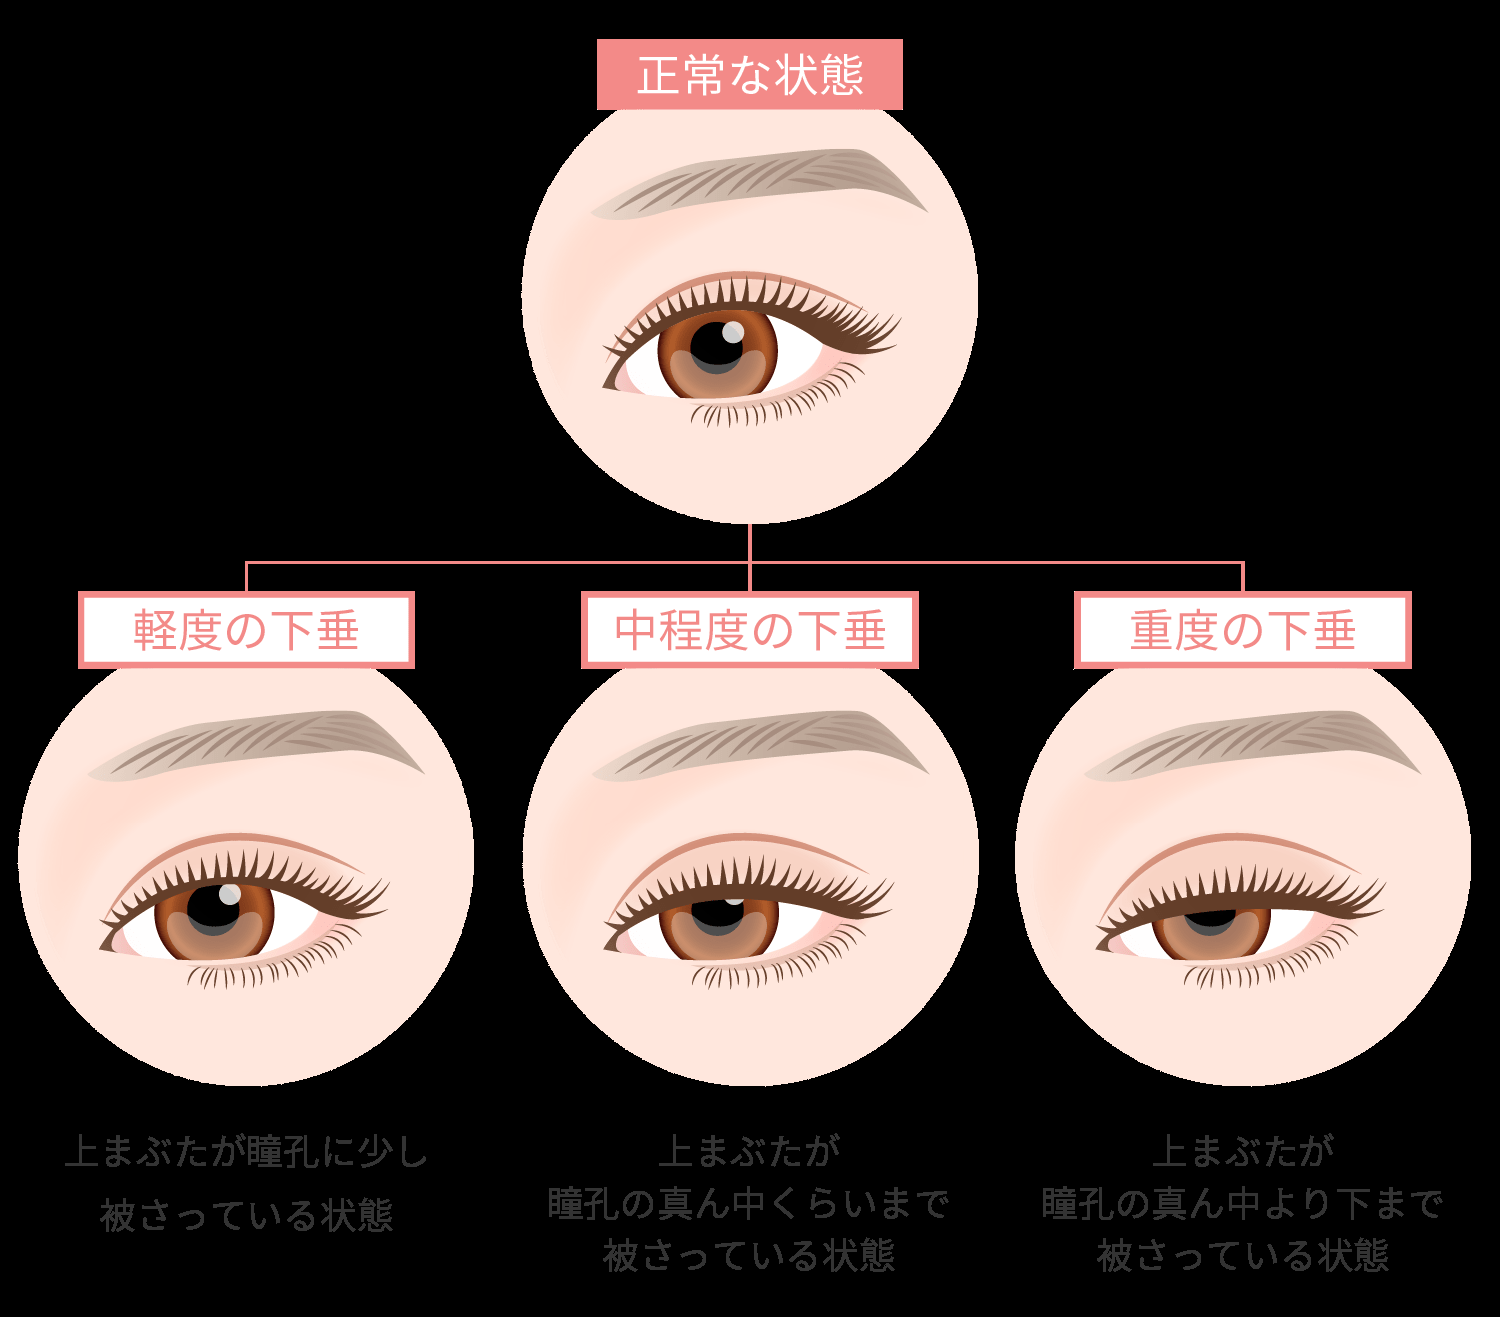 正常な状態
軽度の下垂
中程度の下垂
重度の下垂
上まぶたが瞳孔に少し
被さっている状態
上まぶたが
瞳孔の真ん中くらいまで
被さっている状態
上まぶたが
瞳孔の真ん中より下まで
被さっている状態